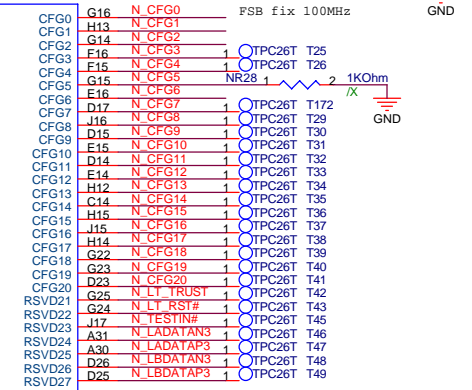 CFG0 G16 N_CFG0 FSB fix 100MHz GND
CFG1 H13 N_CFG1
CFG2 G14 N_CFG2
CFG3 F16 N_CFG3 1 TPC26T T25
CFG4 F15 N_CFG4 1 TPC26T T26
CFG5 G15 N_CFG5 NR28 1 2 1KOhm
/X
GND
CFG6 E16 N_CFG6
CFG7 D17 N_CFG7 1 TPC26T T172
CFG8 J16 N_CFG8 1 TPC26T T29
CFG9 D15 N_CFG9 1 TPC26T T30
CFG10 E15 N_CFG10 1 TPC26T T31
CFG11 D14 N_CFG11 1 TPC26T T32
CFG12 E14 N_CFG12 1 TPC26T T33
CFG13 H12 N_CFG13 1 TPC26T T34
CFG14 C14 N_CFG14 1 TPC26T T35
CFG15 H15 N_CFG15 1 TPC26T T36
CFG16 J15 N_CFG16 1 TPC26T T37
CFG17 H14 N_CFG17 1 TPC26T T38
CFG18 G22 N_CFG18 1 TPC26T T39
CFG19 G23 N_CFG19 1 TPC26T T40
CFG20 D23 N_CFG20 1 TPC26T T41
RSVD21 G25 N_LT_TRUST 1 TPC26T T42
RSVD22 G24 N_LT_RST# 1 TPC26T T43
RSVD23 J17 N_TESTIN# 1 TPC26T T45
RSVD24 A31 N_LADATAN3 1 TPC26T T46
RSVD25 A30 N_LADATAP3 1 TPC26T T47
RSVD26 D26 N_LBDATAN3 1 TPC26T T48
RSVD27 D25 N_LBDATAP3 1 TPC26T T49